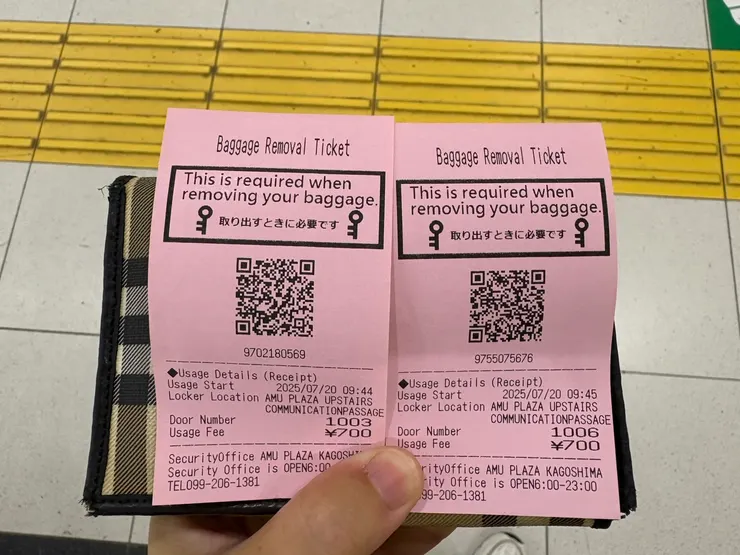 Baggage Removal Ticket
This is required when
removing your baggage.
取り出すときに必要です
9702180569
◆Usage Details (Receipt)
Usage Start 2025/07/20 09:44
Locker Location AMU PLAZA UPSTAIRS
COMMUNICATIONPASSAGE
Door Number 1003
Usage Fee ¥700
SecurityOffice AMU PLAZA KAGOSHI
Security Office is OPEN6:00-
TEL099-206-1381
Baggage Removal Ticket
This is required when
removing your baggage.
取り出すときに必要です
9755075676
◆Usage Details (Receipt)
Usage Start 2025/07/20 09:45
Locker Location AMU PLAZA UPSTAIRS
COMMUNICATIONPASSAGE
Door Number 1006
Usage Fee ¥700
rityOffice AMU PLAZA KAGOSHIMA
ity Office is OPEN6:00-23:00
99-206-1381